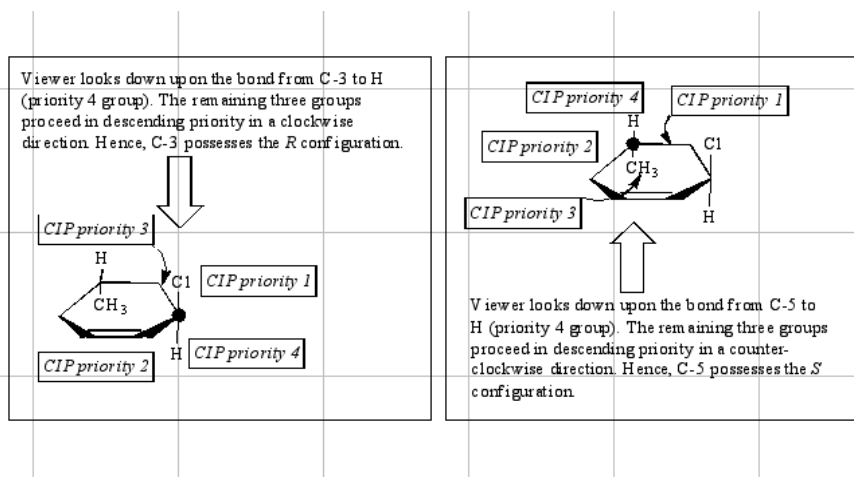 Viewer looks down upon the bond from C-3 to H
(priority 4 group). The remaining three groups
proceed in descending priority in a clockwise
direction. Hence, C-3 possesses the R configuration.
CIP priority 3
H
Cl
CIP priority 1
CH3
H
CIP priority 4
CIP priority 2
CIP priority 4
CIP priority 1
H
Cl
CIP priority 2
CH3
CIP priority 3
H
Viewer looks down upon the bond from C-5 to
H (priority 4 group). The remaining three groups
proceed in descending priority in a counter-
clockwise direction. Hence, C-5 possesses the S
configuration.